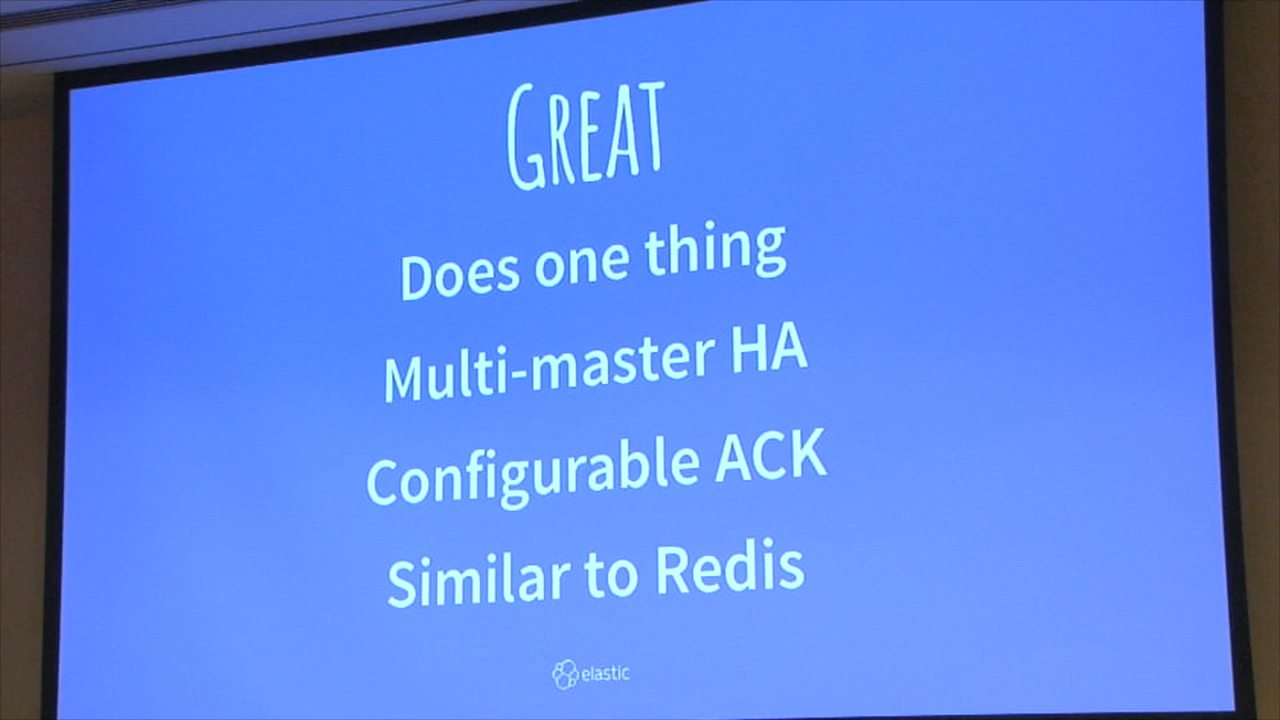 GREAT
Does one thing
Multi-master HA
Configurable ACK
Similar to Redis
elastic